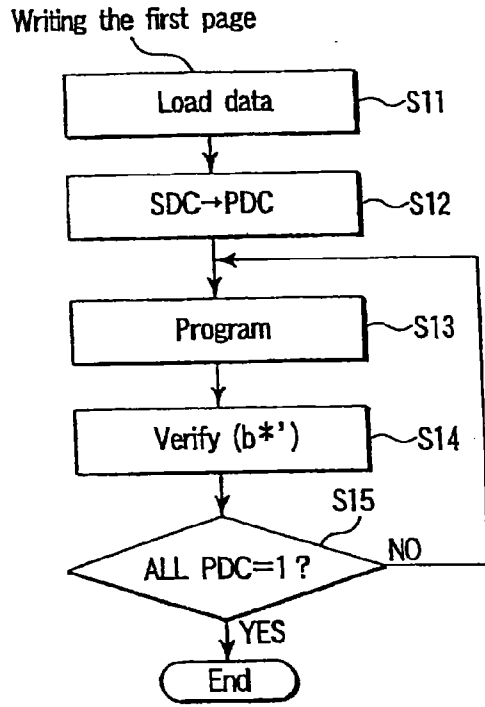 Writing the first page
Load data
S11
SDC→PDC
S12
Program
S13
Verify (b*')
S14
S15
ALL PDC=1?
NO
YES
End